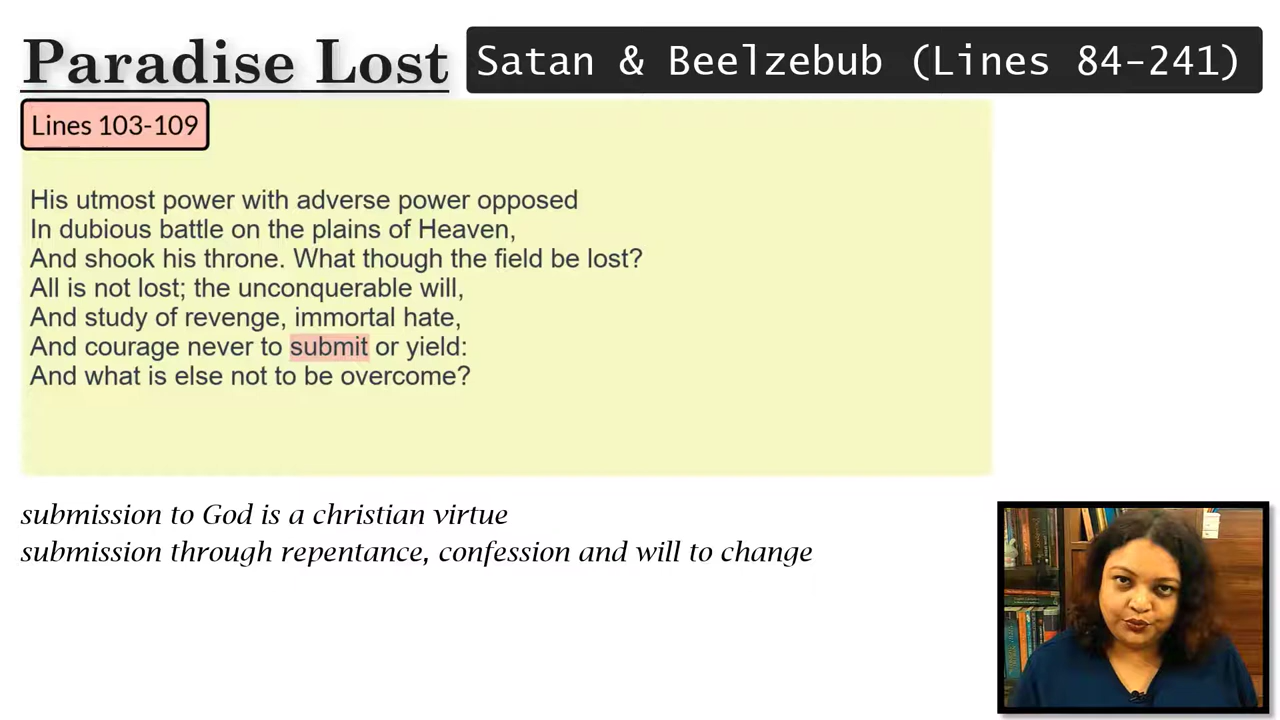 Paradise Lost
Satan & Beelzebub (Lines 84-241)
Lines 103-109
His utmost power with adverse power opposed
In dubious battle on the plains of Heaven,
And shook his throne. What though the field be lost?
All is not lost; the unconquerable will,
And study of revenge, immortal hate,
And courage never to submit or yield:
And what is else not to be overcome?
submission to God is a christian virtue
submission through repentance, confession and will to change